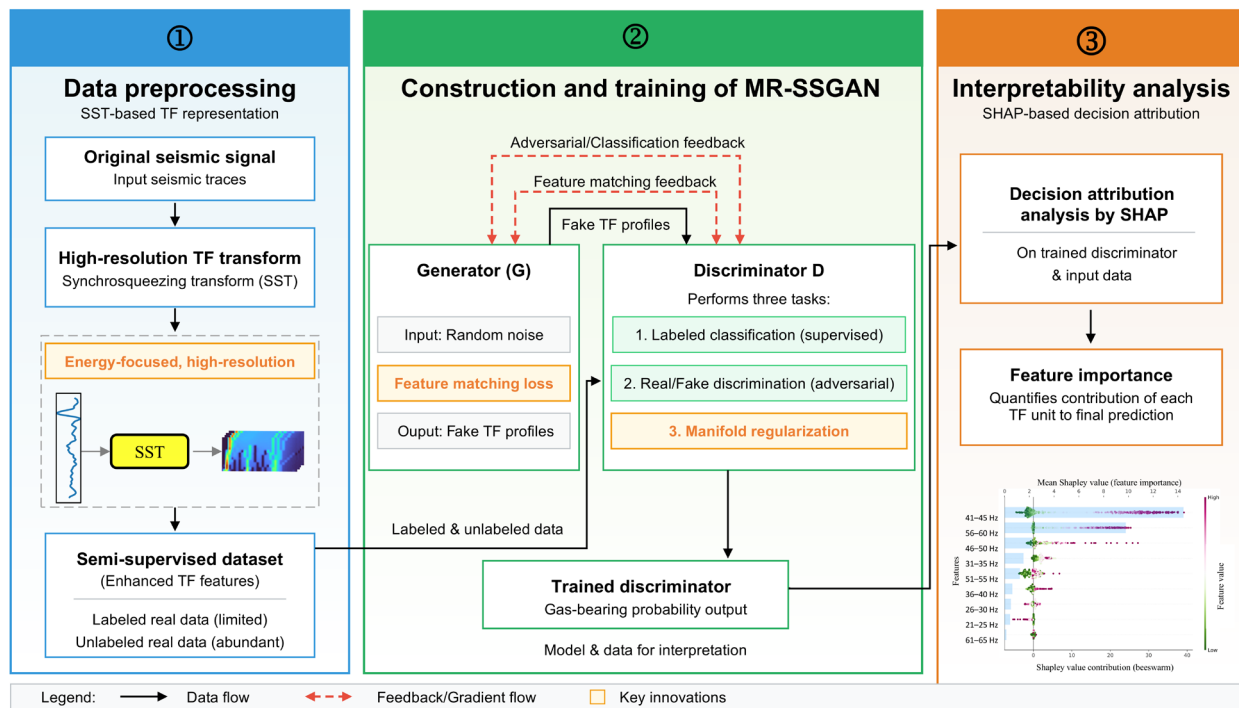 ①
Data preprocessing
SST-based TF representation
Original seismic signal
Input seismic traces
High-resolution TF transform
Synchrosqueezing transform (SST)
Energy-focused, high-resolution
SST
Semi-supervised dataset
(Enhanced TF features)
Labeled real data (limited)
Unlabeled real data (abundant)
②
Construction and training of MR-SSGAN
Adversarial/Classification feedback
Feature matching feedback
Fake TF profiles
Generator (G)
Input: Random noise
Feature matching loss
Ouput: Fake TF profiles
Discriminator D
Performs three tasks:
1. Labeled classification (supervised)
2. Real/Fake discrimination (adversarial)
3. Manifold regularization
Labeled & unlabeled data
Trained discriminator
Gas-bearing probability output
Model & data for interpretation
③
Interpretability analysis
SHAP-based decision attribution
Decision attribution
analysis by SHAP
On trained discriminator
& input data
Feature importance
Quantifies contribution of each
TF unit to final prediction
Mean Shapley value (feature importance)
0 2 4 6 8 10 12 14
High
41–45 Hz
56–60 Hz
46–50 Hz
31–35 Hz
51–55 Hz
36–40 Hz
26–30 Hz
21–25 Hz
61–65 Hz
Features
Feature value
Low
0 10 20 30 40
Shapley value contribution (beeswarm)
Legend: Data flow Feedback/Gradient flow Key innovations